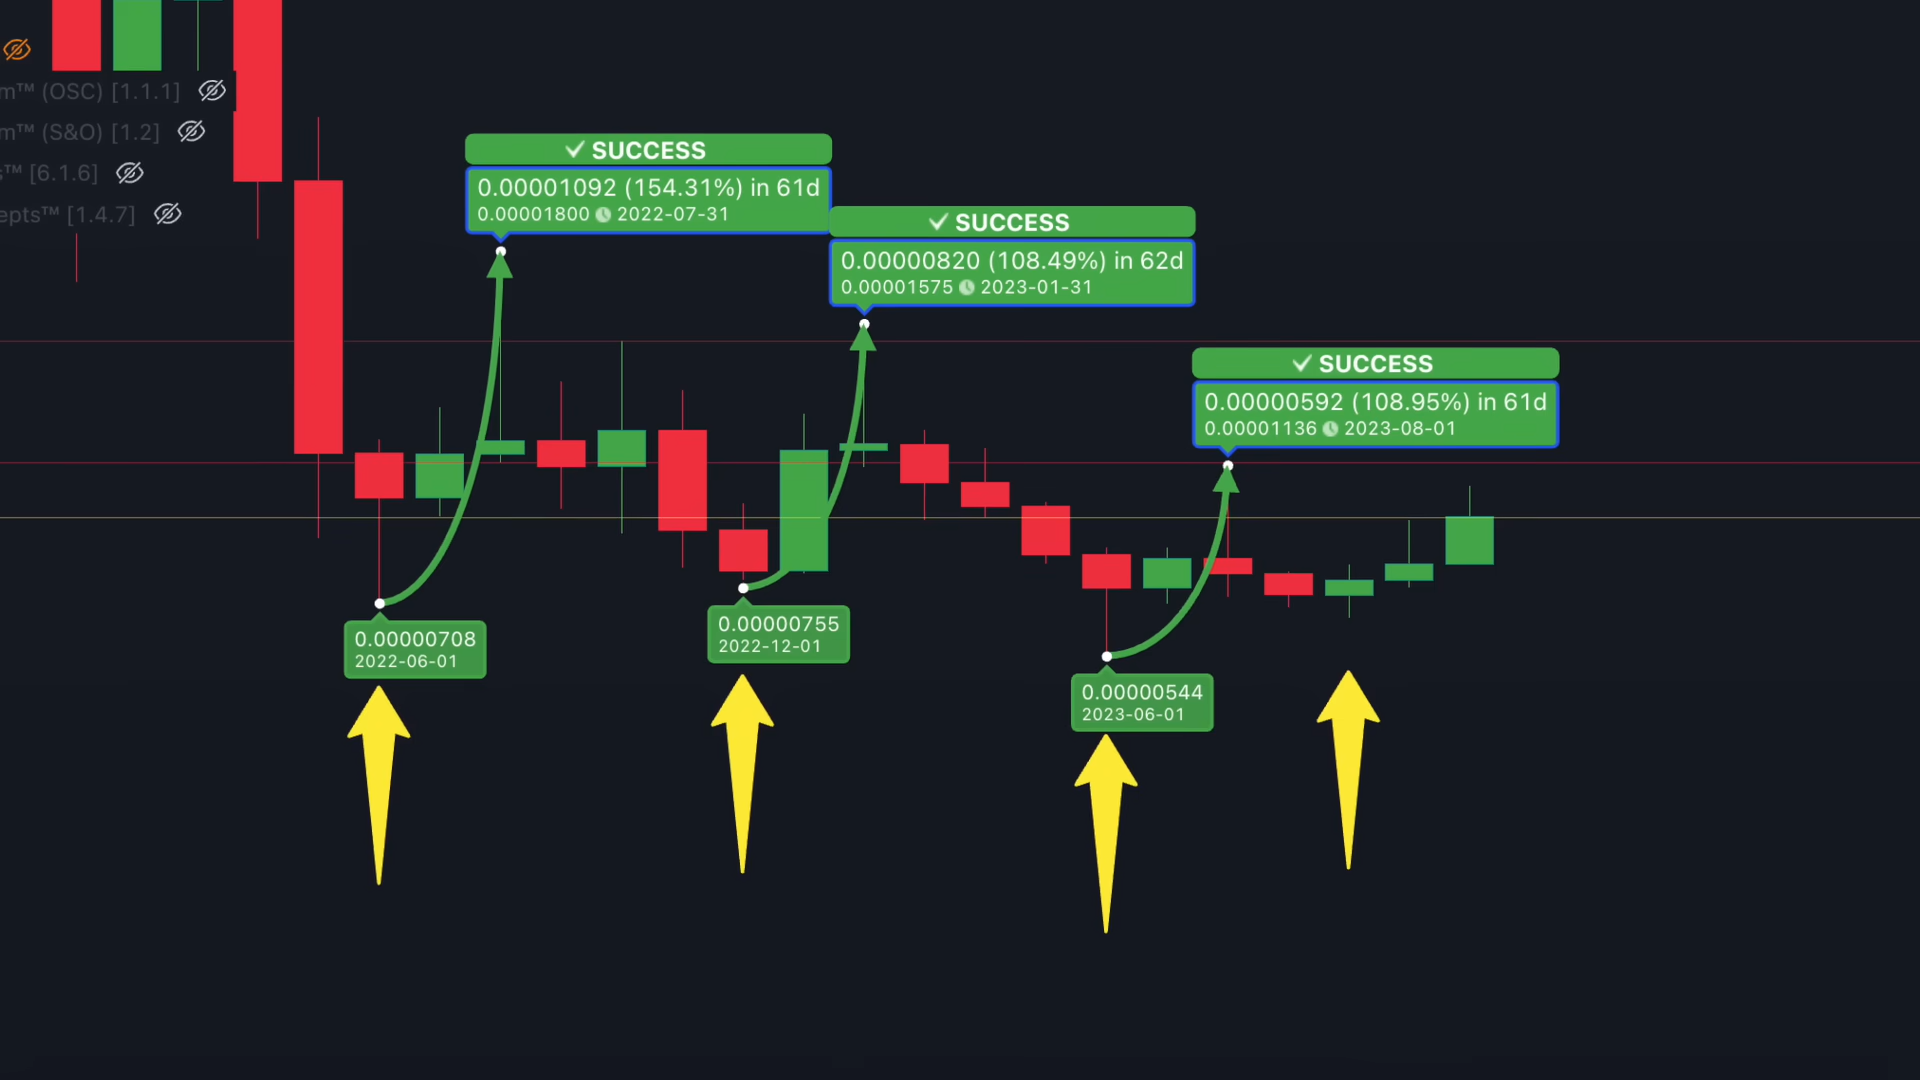 m™ (OSC) [1.1.1]
m™ (S&O) [1.2]
s™ [6.1.6]
epts™ [1.4.7]
✓ SUCCESS
0.00001092 (154.31%) in 61d
0.00001800 2022-07-31
✓ SUCCESS
0.00000820 (108.49%) in 62d
0.00001575 2023-01-31
✓ SUCCESS
0.00000592 (108.95%) in 61d
0.00001136 2023-08-01
0.00000708
2022-06-01
0.00000755
2022-12-01
0.00000544
2023-06-01